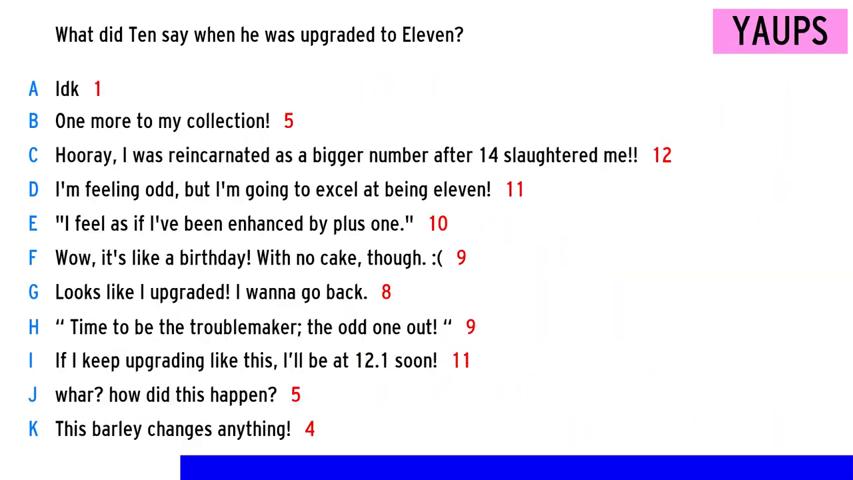 What did Ten say when he was upgraded to Eleven?
YAUPS
A Idk 1
B One more to my collection! 5
C Hooray, I was reincarnated as a bigger number after 14 slaughtered me!! 12
D I'm feeling odd, but I'm going to excel at being eleven! 11
E "I feel as if I've been enhanced by plus one." 10
F Wow, it's like a birthday! With no cake, though. :( 9
G Looks like I upgraded! I wanna go back. 8
H “ Time to be the troublemaker; the odd one out! “ 9
I If I keep upgrading like this, I’ll be at 12.1 soon! 11
J whar? how did this happen? 5
K This barley changes anything! 4